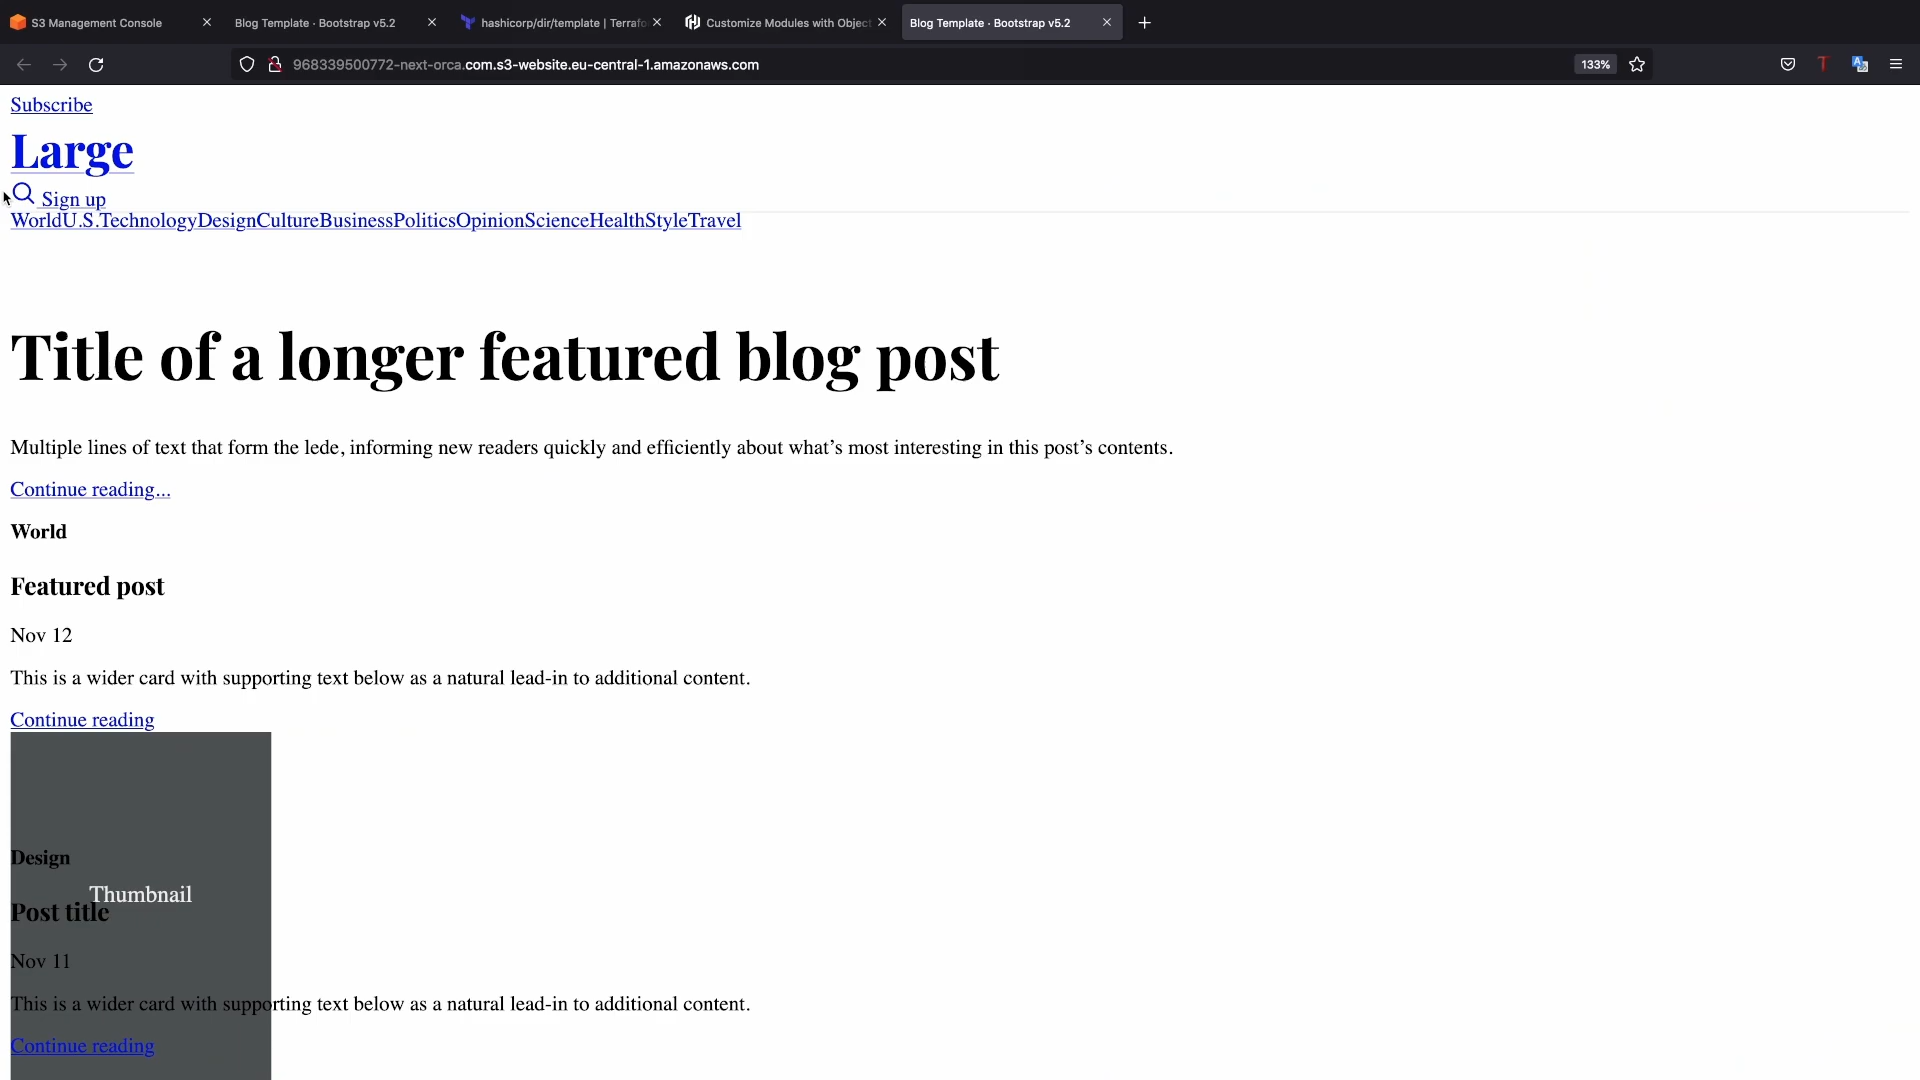 S3 Management Console
Blog Template · Bootstrap v5.2
hashicorp/dir/template | Terrafo
Customize Modules with Object
Blog Template · Bootstrap v5.2
968339500772-next-orca.com.s3-website.eu-central-1.amazonaws.com
133%
Subscribe
Large
Sign up
WorldU.S.TechnologyDesignCultureBusinessPoliticsOpinionScienceHealthStyleTravel
Title of a longer featured blog post
Multiple lines of text that form the lede, informing new readers quickly and efficiently about what’s most interesting in this post’s contents.
Continue reading...
World
Featured post
Nov 12
This is a wider card with supporting text below as a natural lead-in to additional content.
Continue reading
Design
Thumbnail
Post title
Nov 11
This is a wider card with supporting text below as a natural lead-in to additional content.
Continue reading